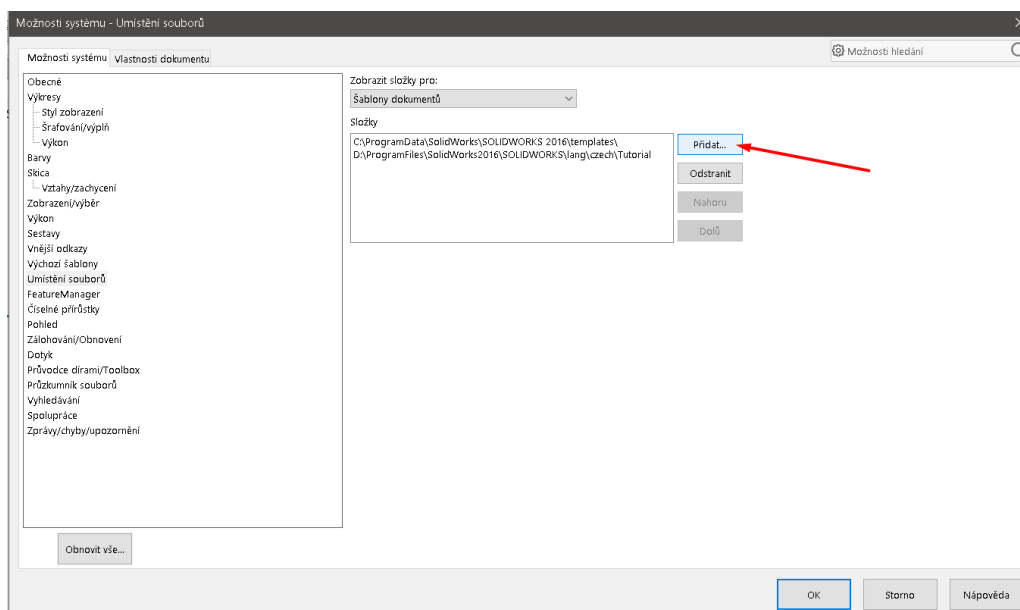 Možnosti systému - Umístění souborů
Možnosti systému
Vlastnosti dokumentu
Možnosti hledání
Obecné
Výkresy
Styl zobrazení
Šrafování/výplň
Výkon
Barvy
Skica
Vztahy/zachycení
Zobrazení/výběr
Výkon
Sestavy
Vnější odkazy
Výchozí šablony
Umístění souborů
FeatureManager
Číselné přírůstky
Pohled
Zálohování/Obnovení
Dotyk
Průvodce dírami/Toolbox
Průzkumník souborů
Vyhledávání
Spolupráce
Zprávy/chyby/upozornění
Obnovit vše...
Zobrazit složky pro:
Šablony dokumentů
Složky
C:\ProgramData\SolidWorks\SOLIDWORKS 2016\templates\
D:\ProgramFiles\SolidWorks2016\SOLIDWORKS\lang\czech\Tutorial
Přidat...
Odstranit
Nahoru
Dolů
OK
Storno
Nápověda